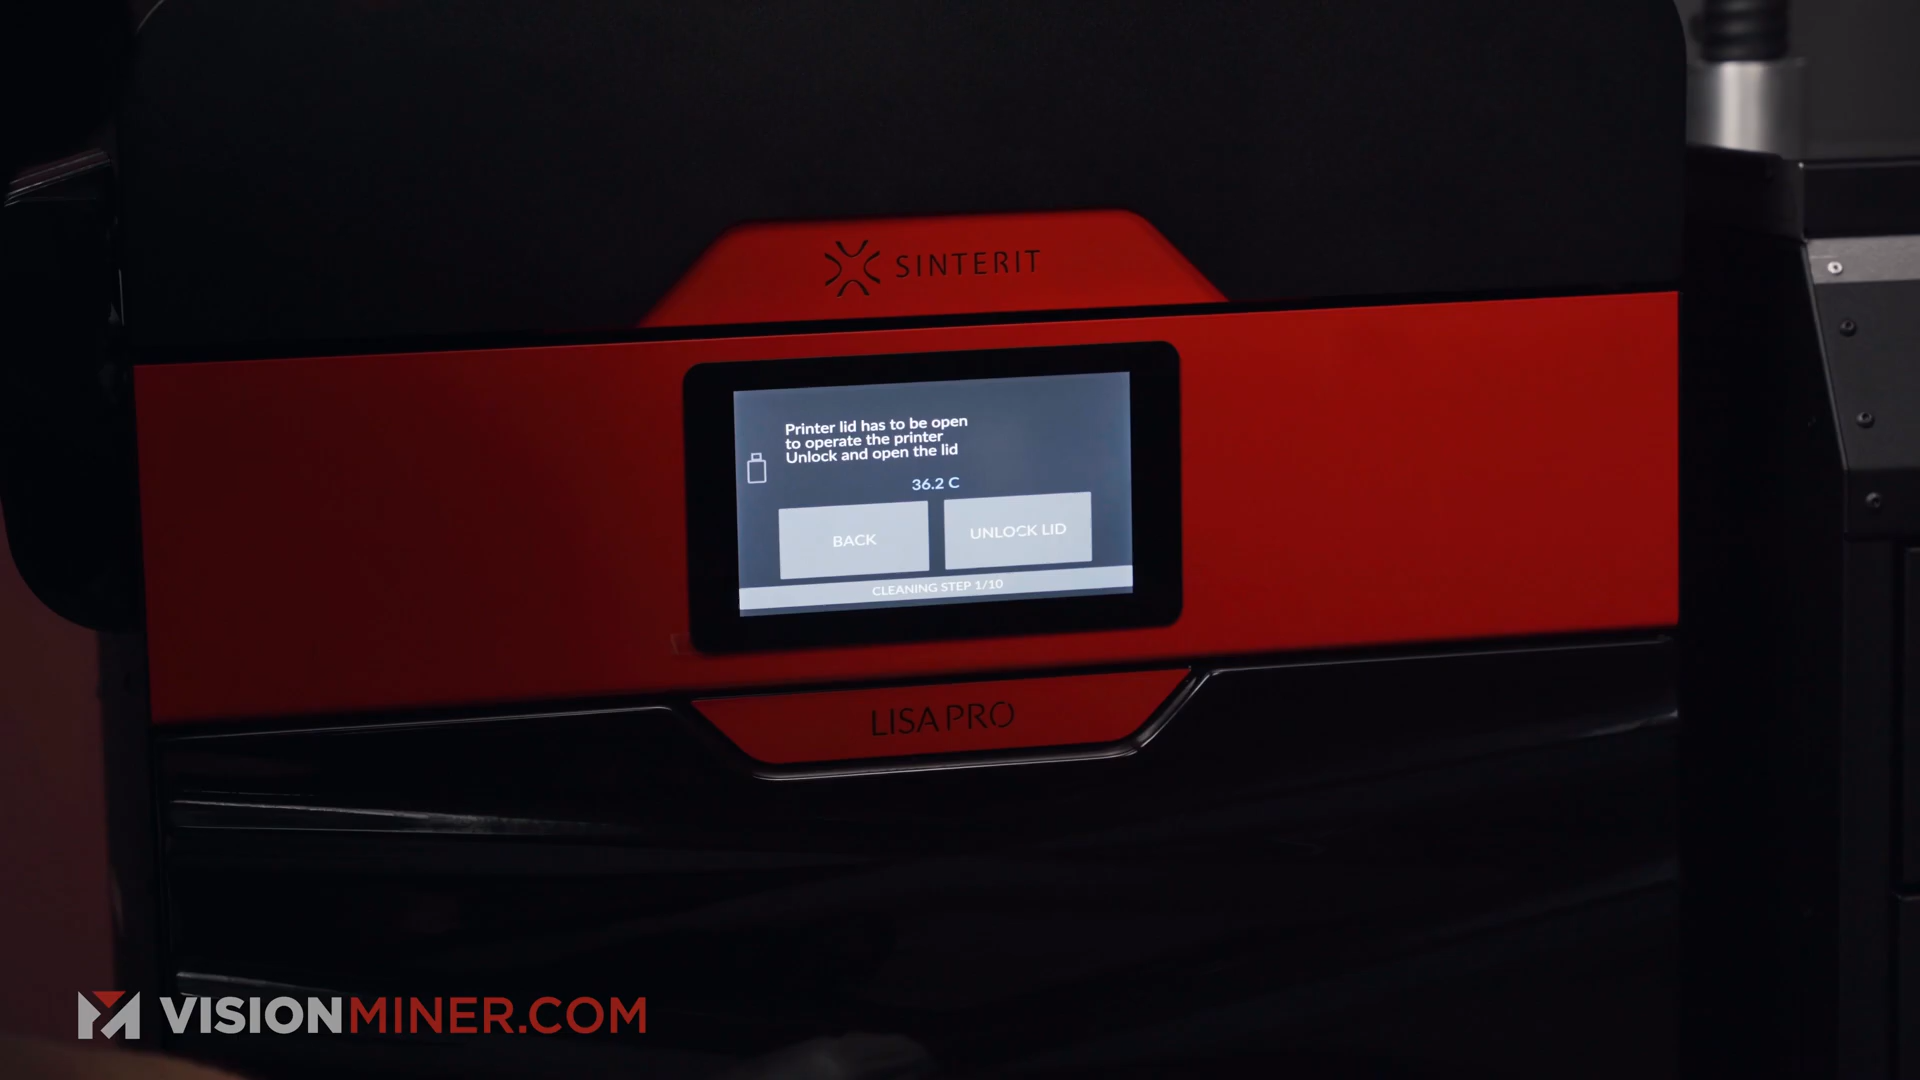 SINTERIT
Printer lid has to be open
to operate the printer
Unlock and open the lid
36.2 C
BACK
UNLOCK LID
CLEANING STEP 1/10
LISA PRO
VISIONMINER.COM